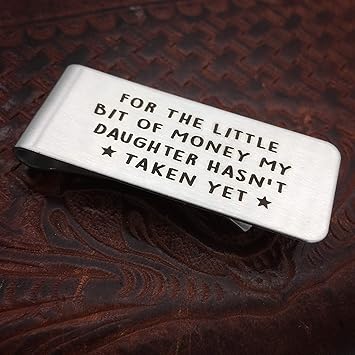 FOR THE LITTLE
BIT OF MONEY MY
DAUGHTER HASN'T
★ TAKEN YET ★